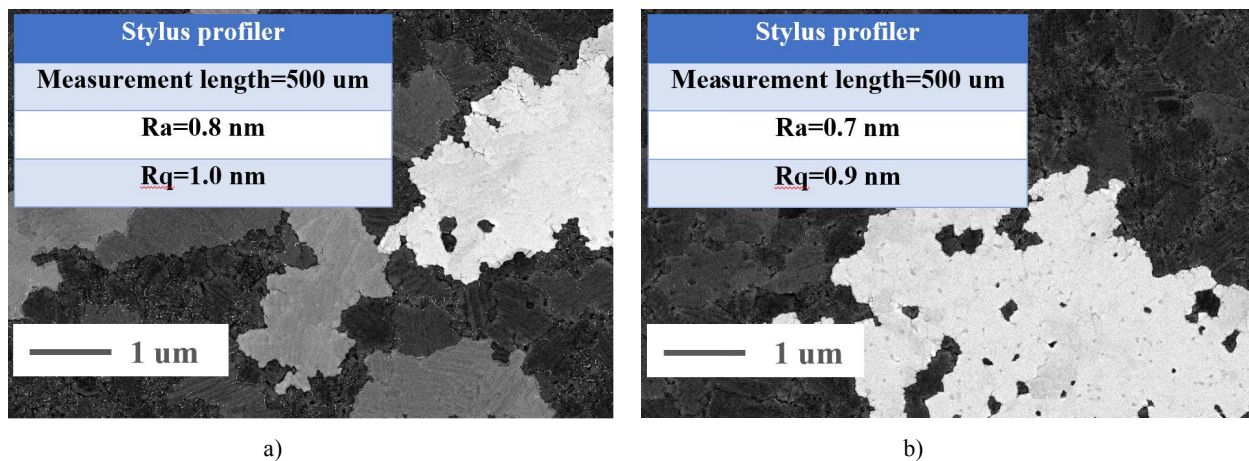 Stylus profiler
Measurement length=500 um
Ra=0.8 nm
Rq=1.0 nm
1 um
a)
Stylus profiler
Measurement length=500 um
Ra=0.7 nm
Rq=0.9 nm
1 um
b)